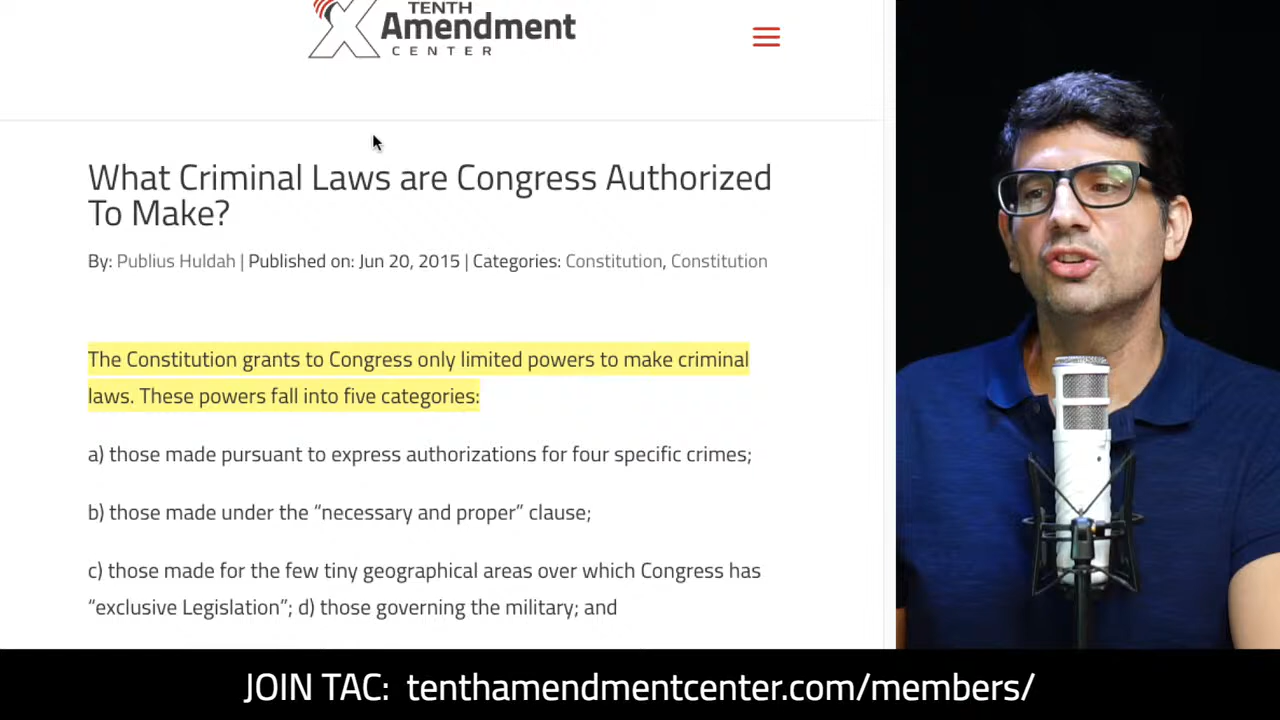 TENTH
Amendment
CENTER
What Criminal Laws are Congress Authorized
To Make?
By: Publius Huldah | Published on: Jun 20, 2015 | Categories: Constitution, Constitution
The Constitution grants to Congress only limited powers to make criminal
laws. These powers fall into five categories:
a) those made pursuant to express authorizations for four specific crimes;
b) those made under the “necessary and proper” clause;
c) those made for the few tiny geographical areas over which Congress has
“exclusive Legislation”; d) those governing the military; and
JOIN TAC: tenthamendmentcenter.com/members/